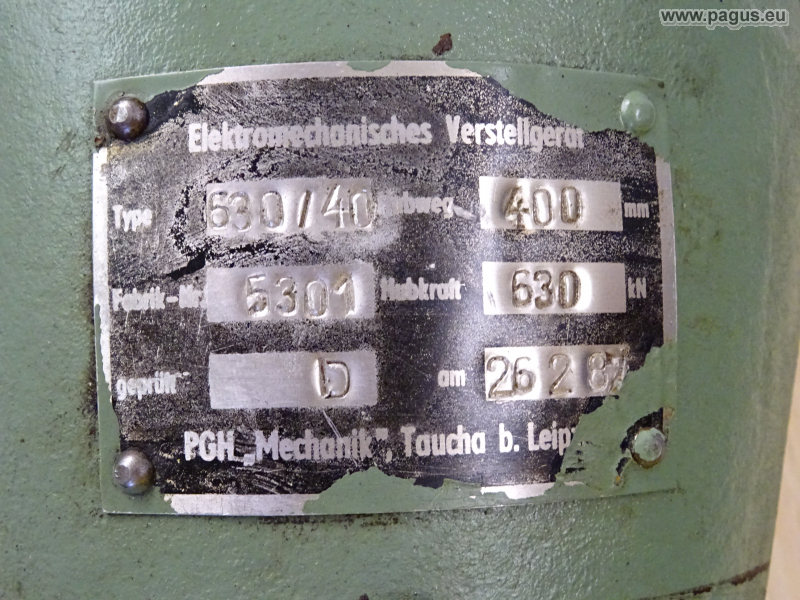 www.pagus.eu
Elektromechanisches Verstellgerät
Type 630/40 Hubweg 400 mm
Fabrik-Nr 5301 Hubkraft 630 kN
geprüft D am 26 2 87
PGH „Mechanik", Taucha b. Leipz